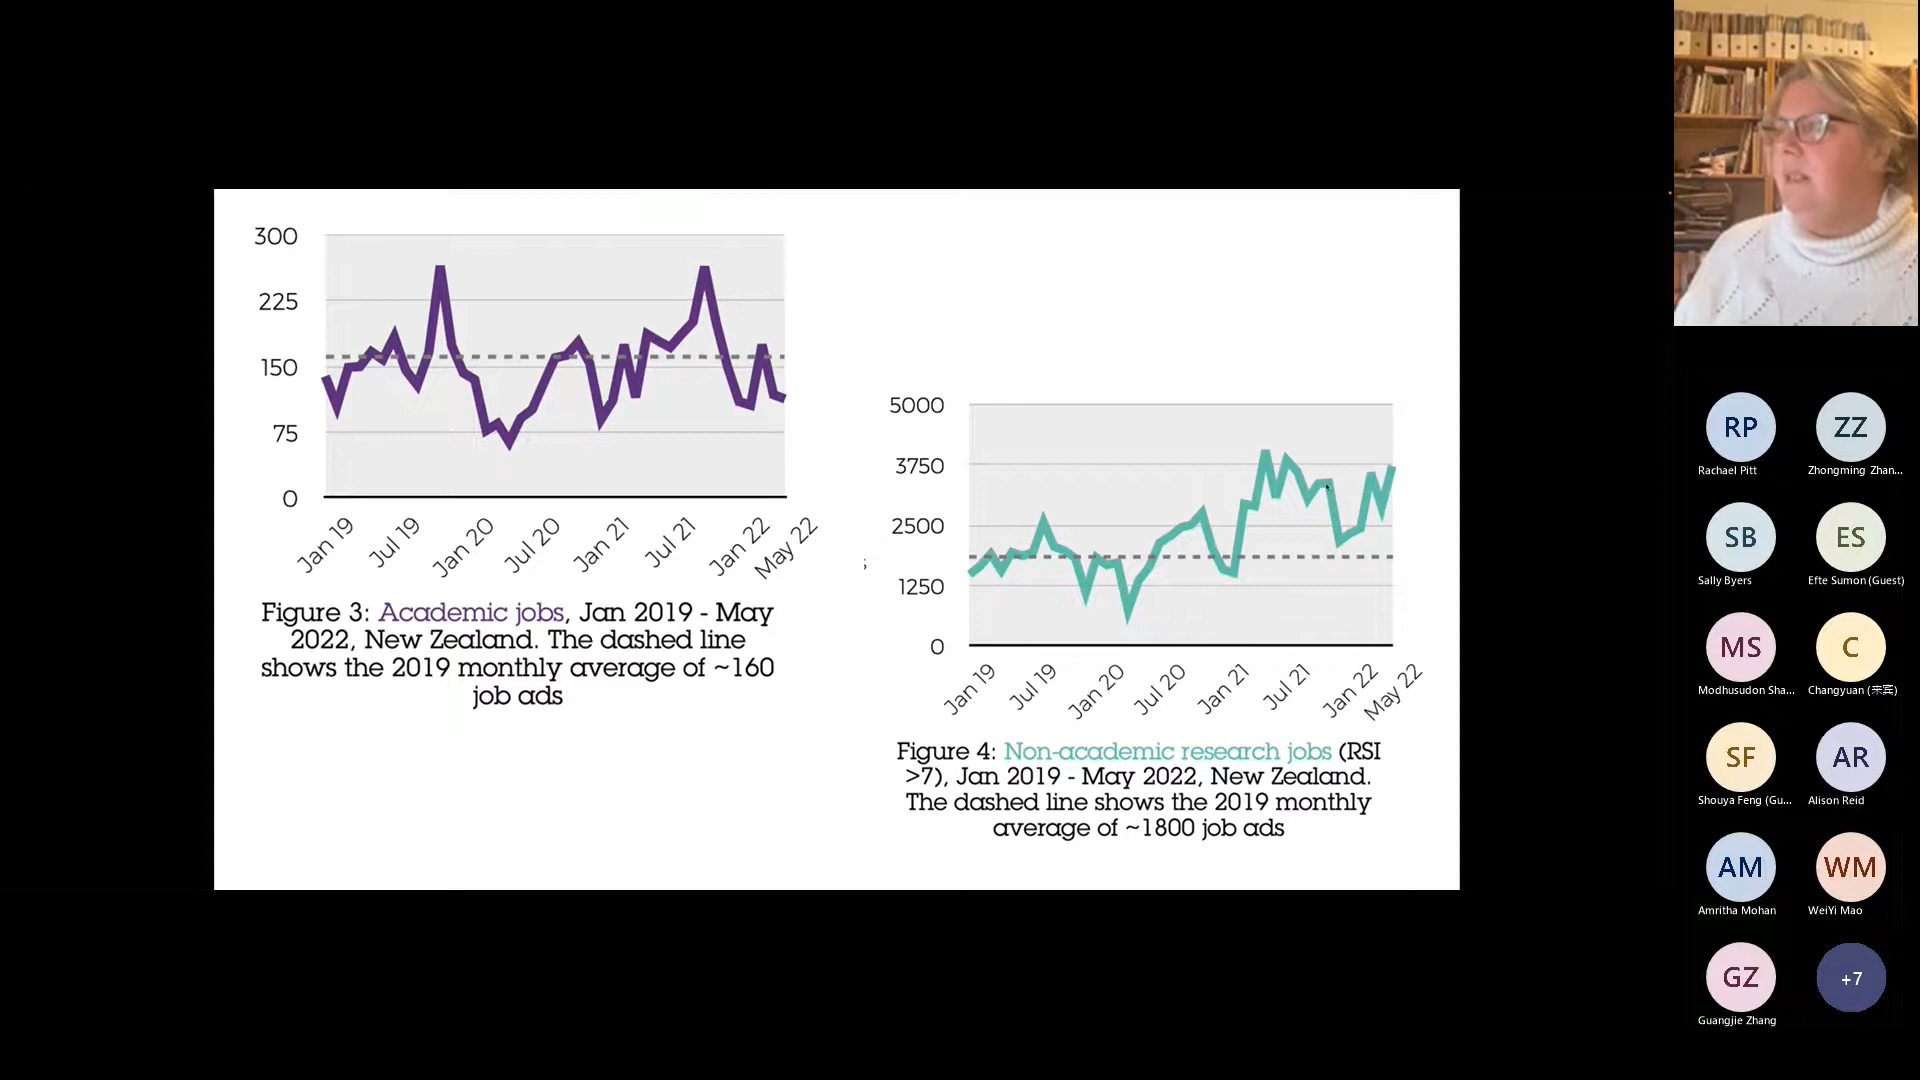 300
225
150
75
0
Jan 19
Jul 19
Jan 20
Jul 20
Jan 21
Jul 21
Jan 22
May 22
Figure 3: Academic jobs, Jan 2019 - May
2022, New Zealand. The dashed line
shows the 2019 monthly average of ~160
job ads
5000
3750
2500
1250
0
Jan 19
Jul 19
Jan 20
Jul 20
Jan 21
Jul 21
Jan 22
May 22
Figure 4: Non-academic research jobs (RSI
>7), Jan 2019 - May 2022, New Zealand.
The dashed line shows the 2019 monthly
average of ~1800 job ads
RP
Rachael Pitt
ZZ
Zhongming Zhan...
SB
Sally Byers
ES
Efte Sumon (Guest)
MS
Modhusudon Sha...
C
Changyuan (来宾)
SF
Shouya Feng (Gu...
AR
Alison Reid
AM
Amritha Mohan
WM
WeiYi Mao
GZ
Guangjie Zhang
+7